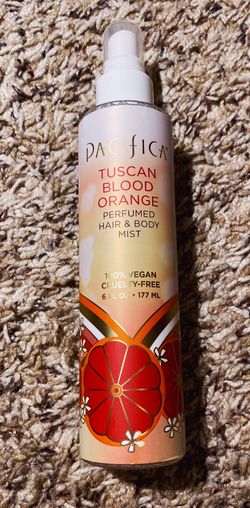 PACIFICA
TUSCAN
BLOOD
ORANGE
PERFUMED
HAIR & BODY
MIST
100% VEGAN
CRUELTY-FREE
6 FL OZ • 177 ML